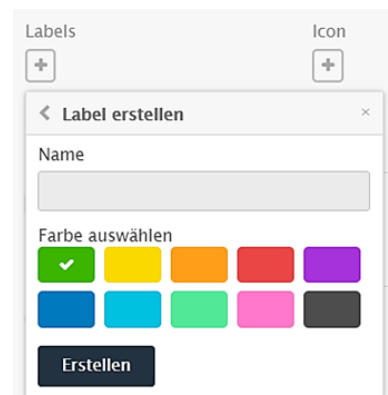 Labels Icon
Label erstellen
Name
Farbe auswählen
Erstellen